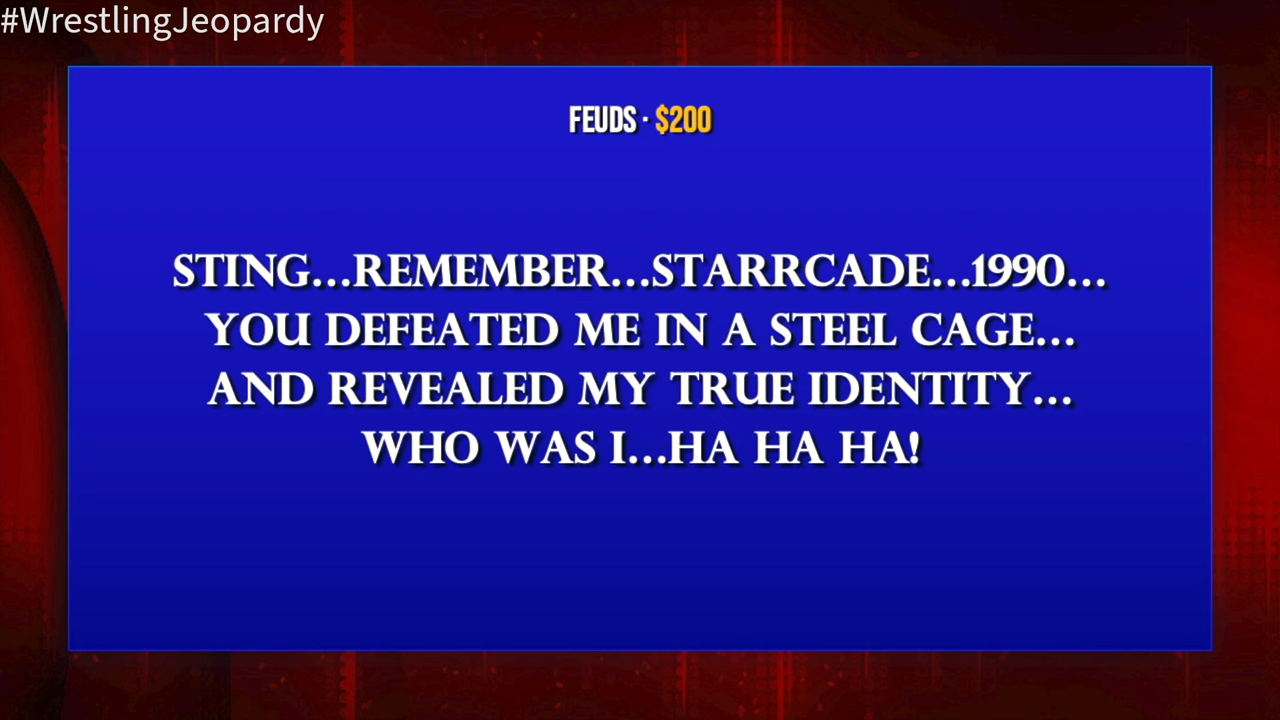 #WrestlingJeopardy
FEUDS · $200
STING...REMEMBER...STARRCADE...1990...
YOU DEFEATED ME IN A STEEL CAGE...
AND REVEALED MY TRUE IDENTITY...
WHO WAS I...HA HA HA!